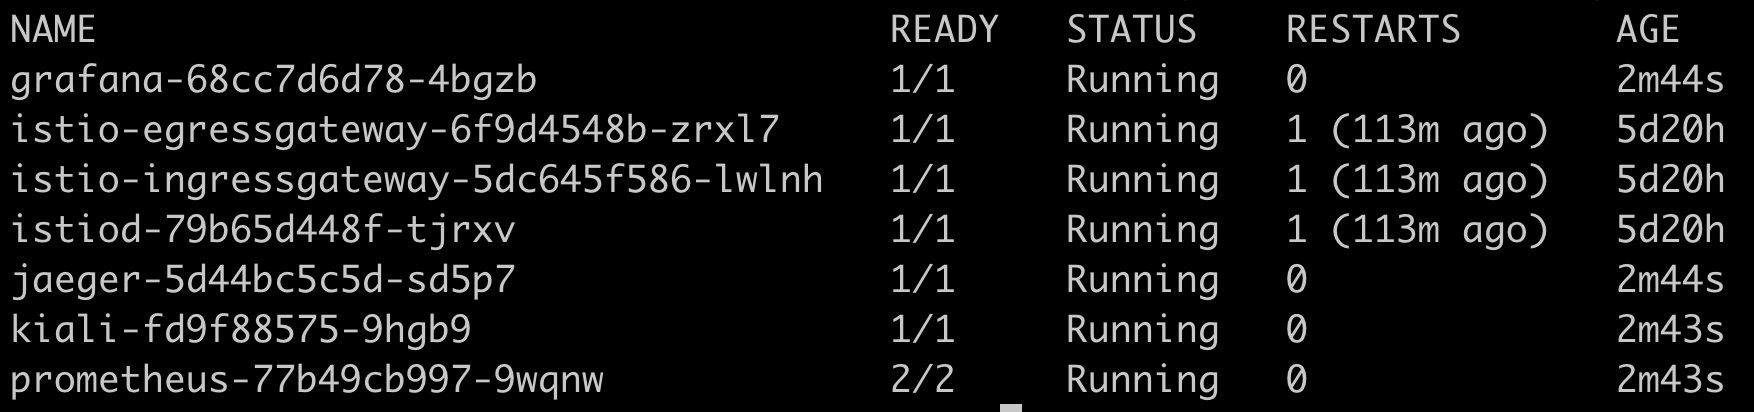 NAME READY STATUS RESTARTS AGE
grafana-68cc7d6d78-4bgzb 1/1 Running 0 2m44s
istio-egressgateway-6f9d4548b-zrxl7 1/1 Running 1 (113m ago) 5d20h
istio-ingressgateway-5dc645f586-lwlnh 1/1 Running 1 (113m ago) 5d20h
istiod-79b65d448f-tjrxv 1/1 Running 1 (113m ago) 5d20h
jaeger-5d44bc5c5d-sd5p7 1/1 Running 0 2m44s
kiali-fd9f88575-9hgb9 1/1 Running 0 2m43s
prometheus-77b49cb997-9wqnw 2/2 Running 0 2m43s